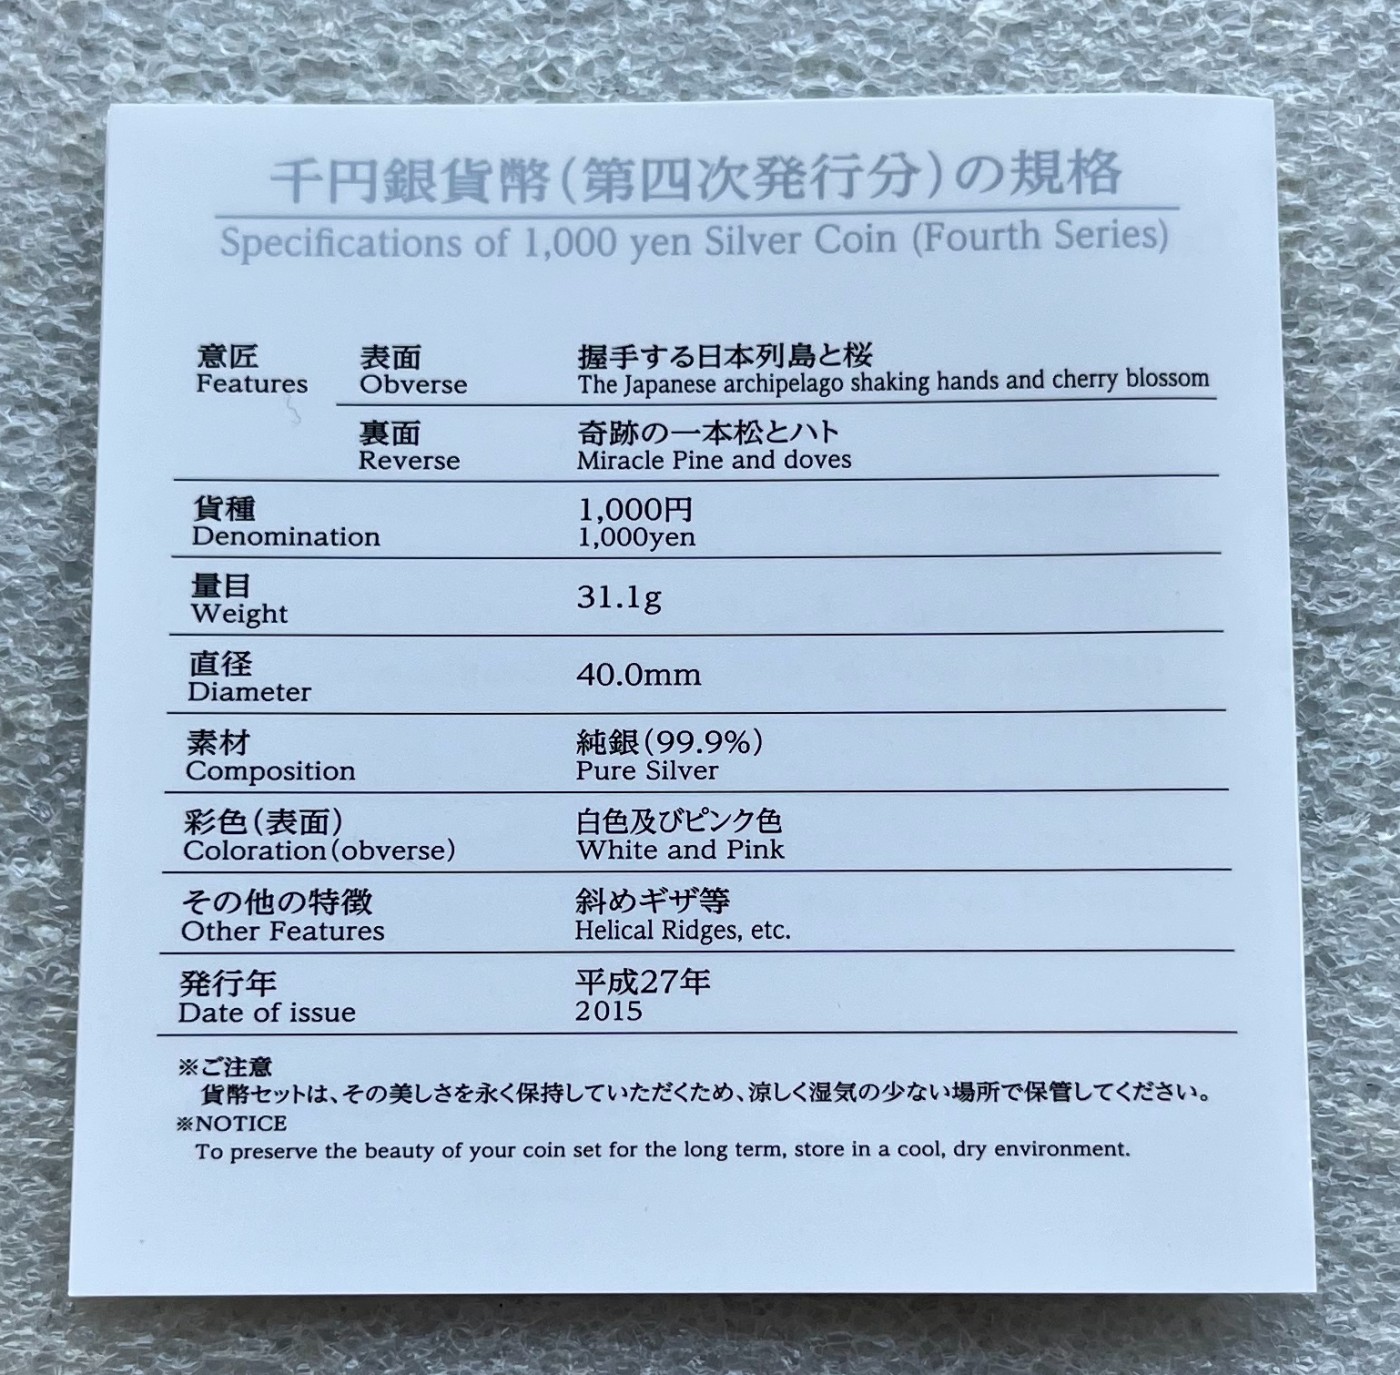 千円銀貨幣(第四次発行分)の規格
Specifications of 1,000 yen Silver Coin (Fourth Series)
意匠 表面 握手する日本列島と桜
Features Obverse The Japanese archipelago shaking hands and cherry blossom
裏面 奇跡の一本松とハト
Reverse Miracle Pine and doves
貨種 1,000円
Denomination 1,000yen
量目
Weight 31.1g
直径
Diameter 40.0mm
素材 純銀(99.9%)
Composition Pure Silver
彩色(表面) 白色及びピンク色
Coloration(obverse) White and Pink
その他の特徴 斜めギザ等
Other Features Helical Ridges, etc.
発行年 平成27年
Date of issue 2015
※ご注意
貨幣セットは、その美しさを永く保持していただくため、涼しく湿気の少ない場所で保管してください。
※NOTICE
To preserve the beauty of your coin set for the long term, store in a cool, dry environment.